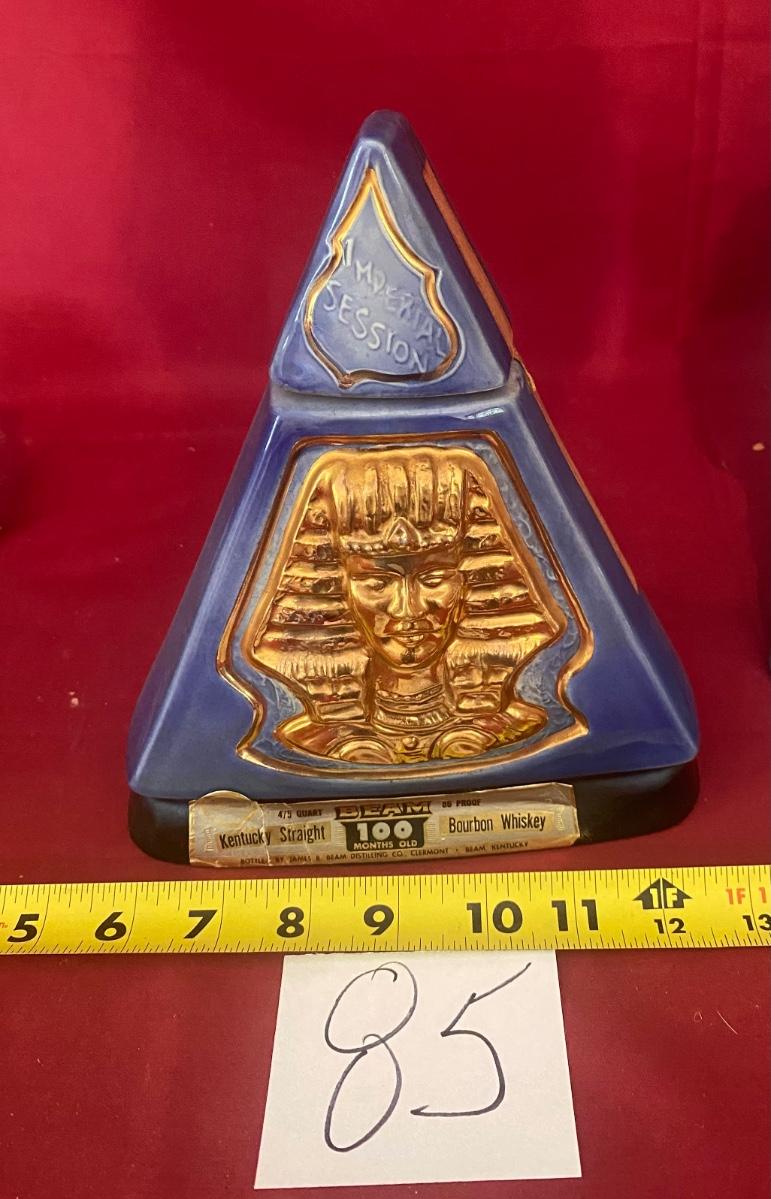 IMPERIAL
SESSION
4/5 QUART BEAM 86 PROOF
Kentucky Straight 100 Bourbon Whiskey
MONTHS OLD
BOTTLED BY JAMES B. BEAM DISTILLING CO., CLERMONT • BEAM, KENTUCKY
5 6 7 8 9 10 11 1F 12 1F 1 13
85